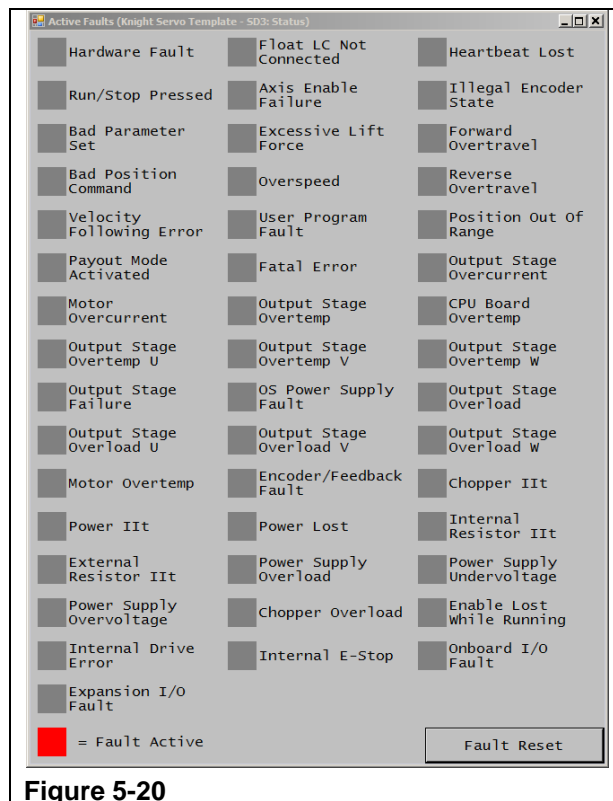 Active Faults (Knight Servo Template - SD3: Status)
Hardware Fault
Float LC Not
Connected
Heartbeat Lost
Run/Stop Pressed
Axis Enable
Failure
Illegal Encoder
State
Bad Parameter
Set
Excessive Lift
Force
Forward
Overtravel
Bad Position
Command
Overspeed
Reverse
Overtravel
Velocity
Following Error
User Program
Fault
Position Out Of
Range
Payout Mode
Activated
Fatal Error
Output Stage
Overcurrent
Motor
Overcurrent
Output Stage
Overtemp
CPU Board
Overtemp
Output Stage
Overtemp U
Output Stage
Overtemp V
Output Stage
Overtemp W
Output Stage
Failure
OS Power Supply
Fault
Output Stage
Overload
Output Stage
Overload U
Output Stage
Overload V
Output Stage
Overload W
Motor Overtemp
Encoder/Feedback
Fault
Chopper IIt
Power IIt
Power Lost
Internal
Resistor IIt
External
Resistor IIt
Power Supply
Overload
Power Supply
Undervoltage
Power Supply
Overvoltage
Chopper Overload
Enable Lost
While Running
Internal Drive
Error
Internal E-Stop
Onboard I/O
Fault
Expansion I/O
Fault
= Fault Active
Fault Reset
Figure 5-20